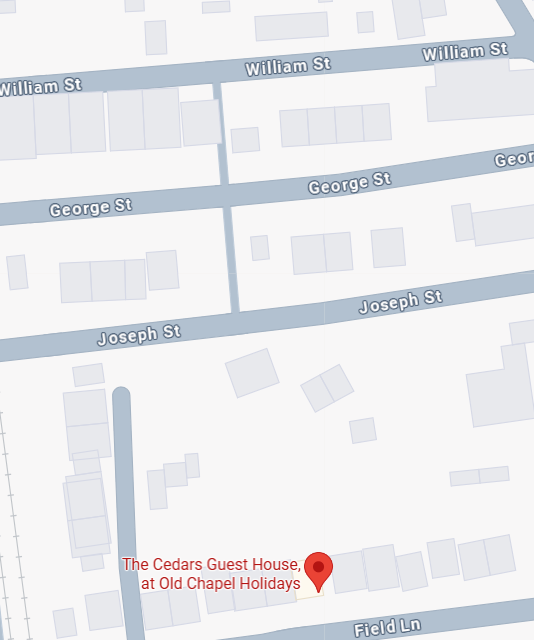 William St
William St
William St
Geor
George St
George St
Joseph St
Joseph St
The Cedars Guest House,
at Old Chapel Holidays
Field Ln